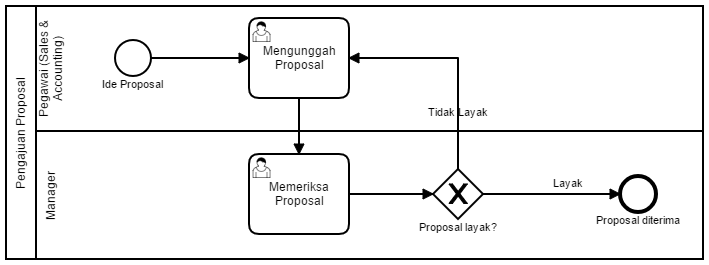 Pengajuan Proposal
Pegawai (Sales &
Accounting)
Ide Proposal
Mengunggah
Proposal
Tidak Layak
Manager
Memeriksa
Proposal
Proposal layak?
Layak
Proposal diterima